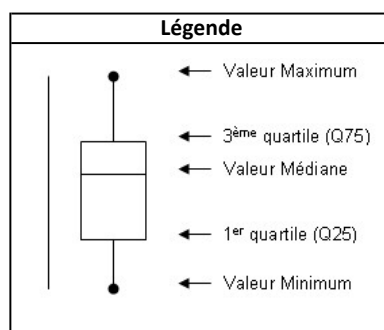 Légende
Valeur Maximum
3ème quartile (Q75)
Valeur Médiane
1er quartile (Q25)
Valeur Minimum